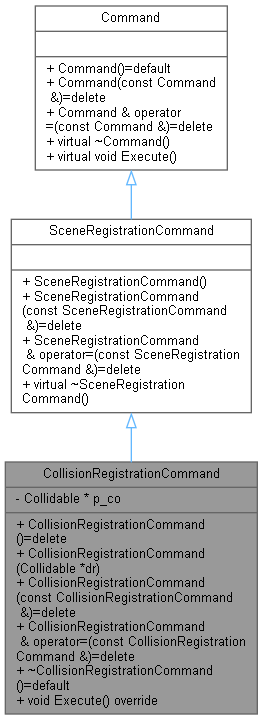 Command
+ Command()=default
+ Command(const Command
&)=delete
+ Command & operator
=(const Command &)=delete
+ virtual ~Command()
+ virtual void Execute()
SceneRegistrationCommand
+ SceneRegistrationCommand()
+ SceneRegistrationCommand
(const SceneRegistrationCommand
&)=delete
+ SceneRegistrationCommand
& operator=(const SceneRegistration
Command &)=delete
+ virtual ~SceneRegistration
Command()
CollisionRegistrationCommand
- Collidable * p_co
+ CollisionRegistrationCommand
()=delete
+ CollisionRegistrationCommand
(Collidable *dr)
+ CollisionRegistrationCommand
(const CollisionRegistrationCommand
&)=delete
+ CollisionRegistrationCommand
& operator=(const CollisionRegistration
Command &)=delete
+ ~CollisionRegistrationCommand
()=default
+ void Execute() override